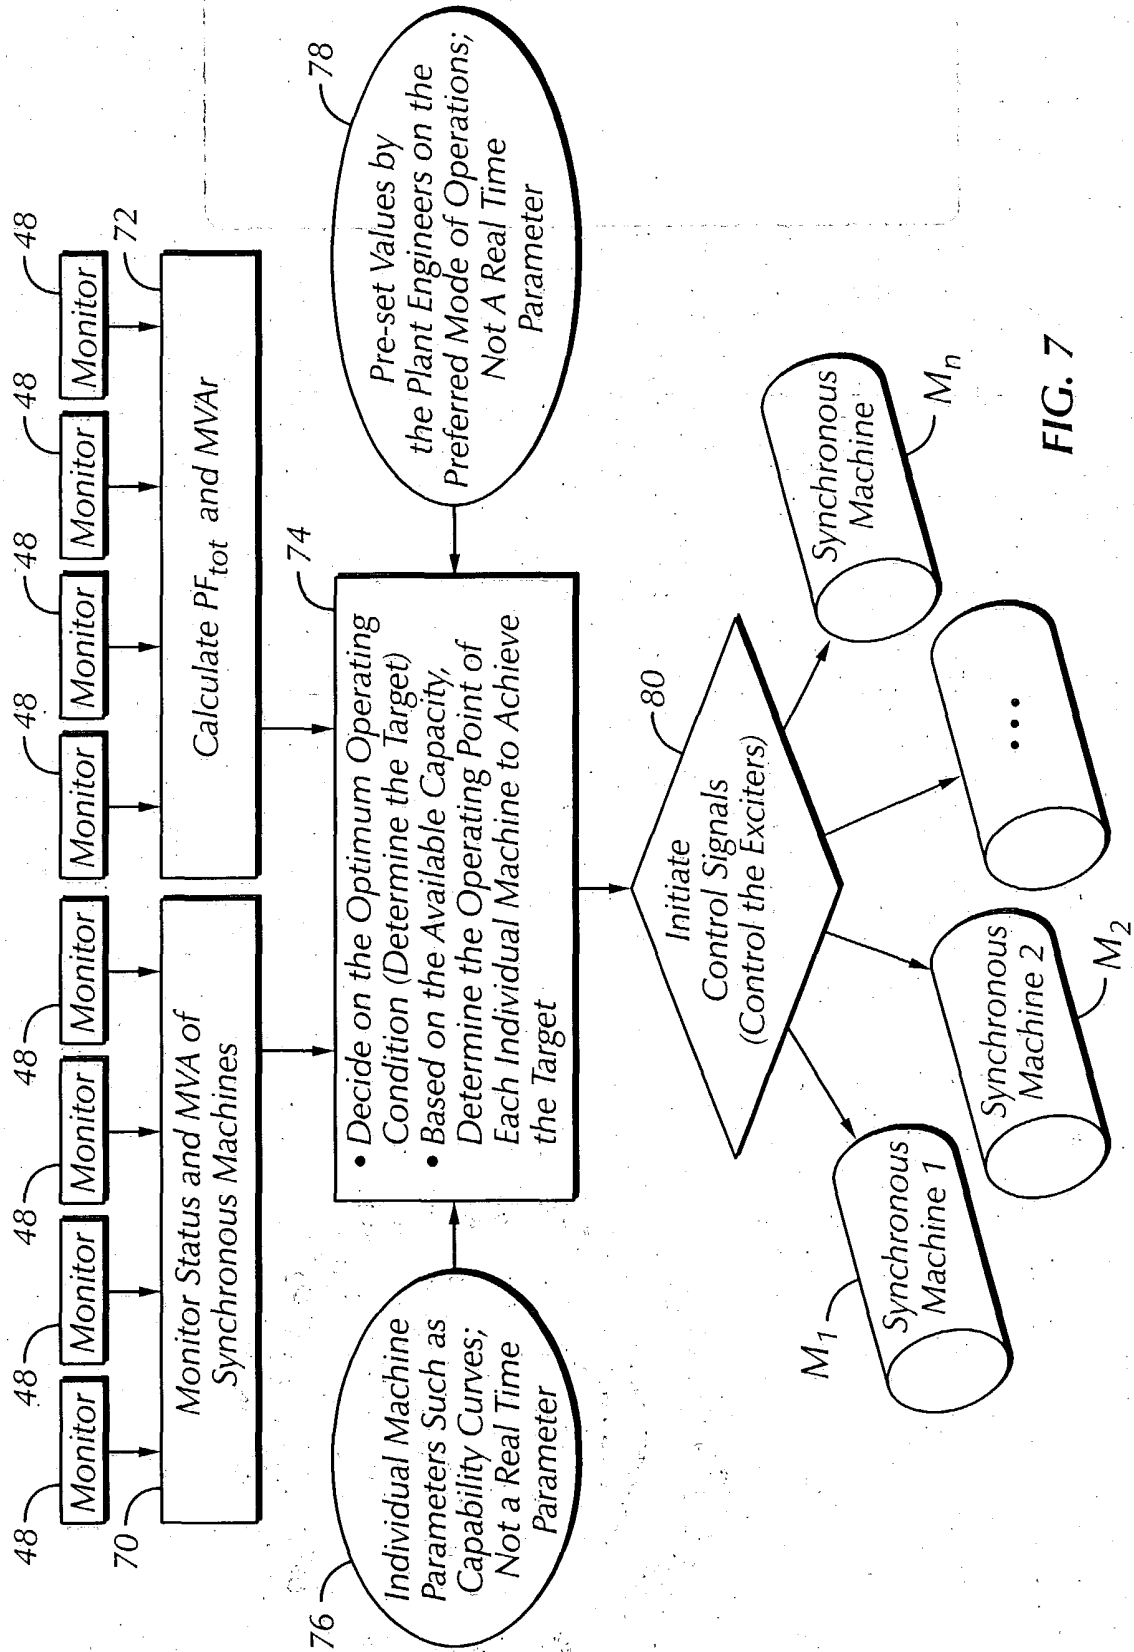 48
48
48
48
48
48
48
48
Monitor
Monitor
Monitor
Monitor
Monitor
Monitor
Monitor
Monitor
70
Monitor Status and MVA of
Synchronous Machines
72
Calculate PFtot and MVAr
76
Individual Machine
Parameters Such as
Capability Curves;
Not a Real Time
Parameter
74
• Decide on the Optimum Operating
Condition (Determine the Target)
• Based on the Available Capacity,
Determine the Operating Point of
Each Individual Machine to Achieve
the Target
78
Pre-set Values by
the Plant Engineers on the
Preferred Mode of Operations;
Not A Real Time
Parameter
80
Initiate
Control Signals
(Control the Exciters)
M1
Synchronous
Machine 1
Synchronous
Machine 2
M2
...
Synchronous
Machine
Mn
FIG. 7